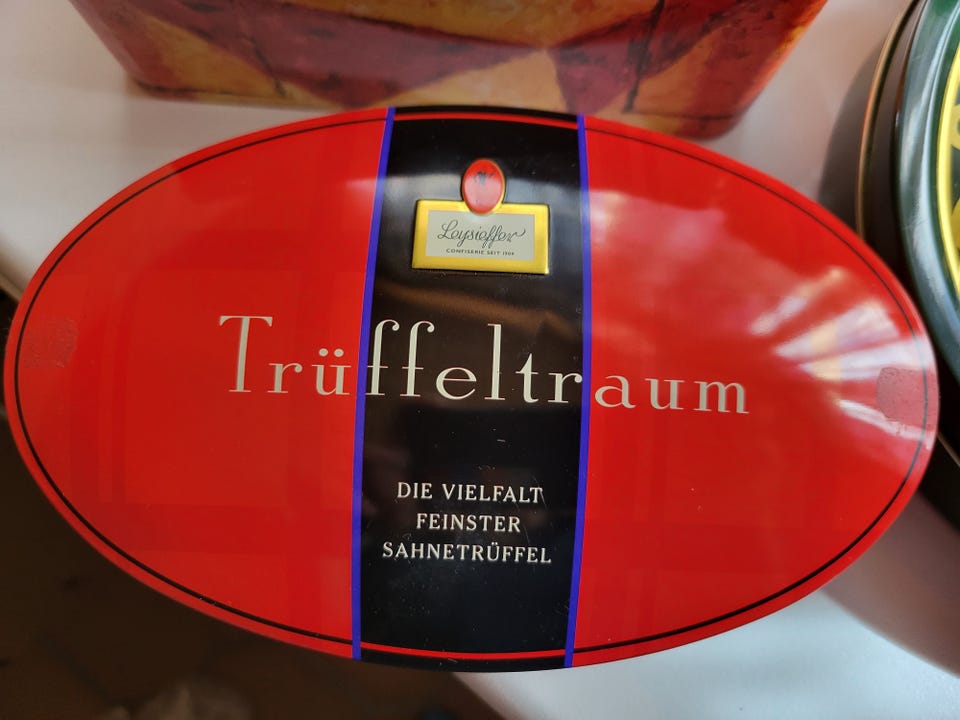 Leysieffer
CONFISERIE SEIT 1909
Trüffeltraum
DIE VIELFALT
FEINSTER
SAHNETRÜFFEL